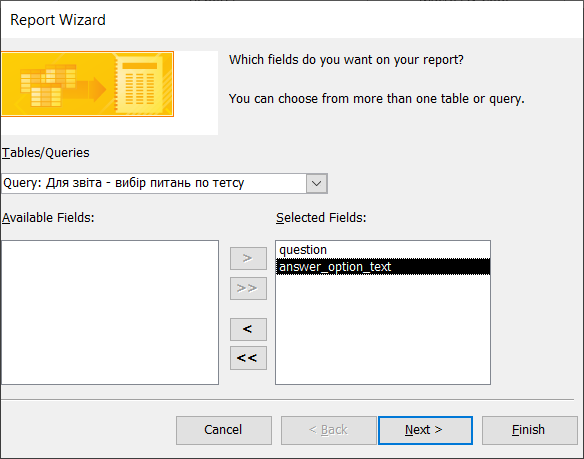 Report Wizard
Which fields do you want on your report?
You can choose from more than one table or query.
Tables/Queries
Query: Для звіта - вибір питань по тетсу
Available Fields:
Selected Fields:
question
answer_option_text
>
>>
<
<<
Cancel
< Back
Next >
Finish